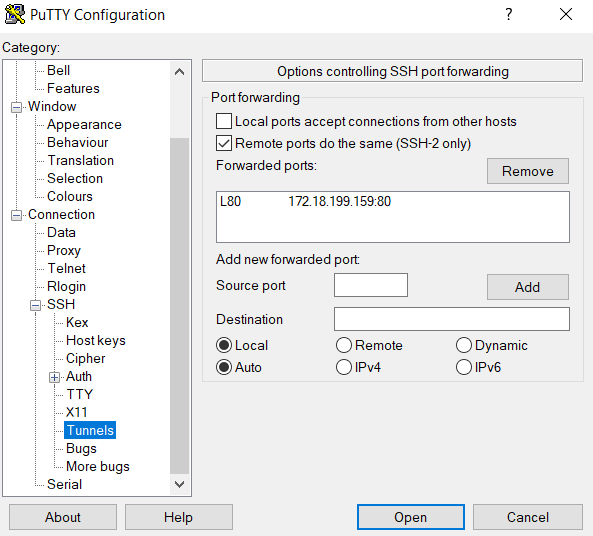 PuTTY Configuration
?
Category:
Bell
Features
Window
Appearance
Behaviour
Translation
Selection
Colours
Connection
Data
Proxy
Telnet
Rlogin
SSH
Kex
Host keys
Cipher
Auth
TTY
X11
Tunnels
Bugs
More bugs
Serial
Options controlling SSH port forwarding
Port forwarding
Local ports accept connections from other hosts
Remote ports do the same (SSH-2 only)
Forwarded ports:
Remove
L80 172.18.199.159:80
Add new forwarded port:
Source port
Add
Destination
Local Remote Dynamic
Auto IPv4 IPv6
About Help Open Cancel